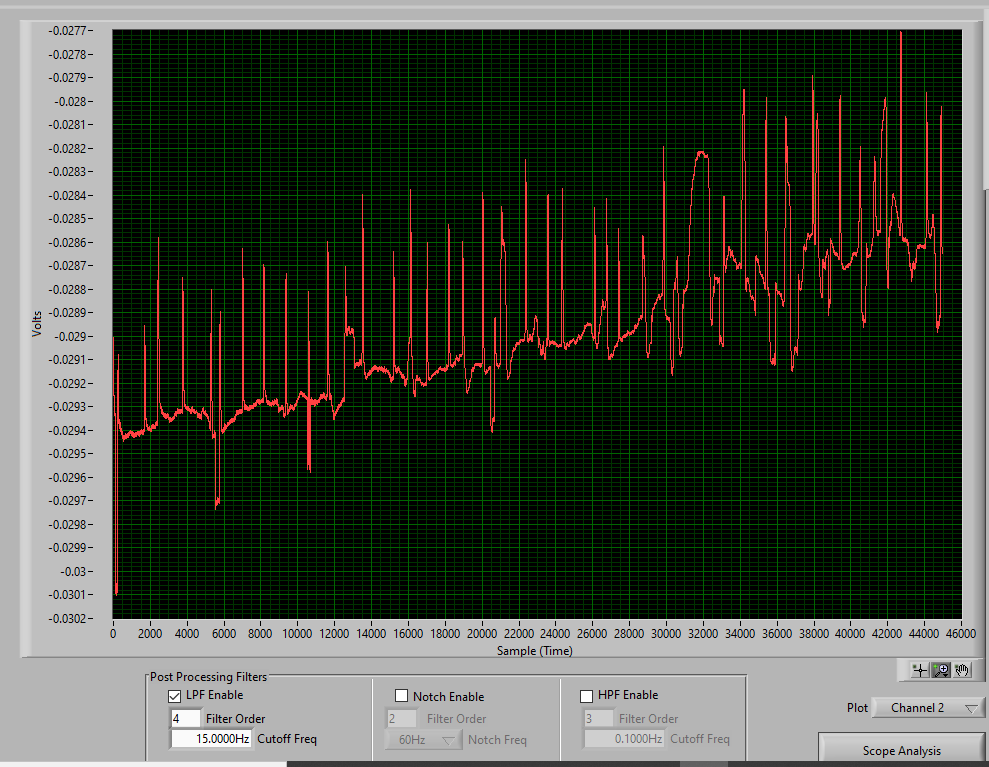 -0.0277
-0.0278
-0.0279
-0.028
-0.0281
-0.0282
-0.0283
-0.0284
-0.0285
-0.0286
-0.0287
-0.0288
-0.0289
-0.029
-0.0291
-0.0292
-0.0293
-0.0294
-0.0295
-0.0296
-0.0297
-0.0298
-0.0299
-0.03
-0.0301
-0.0302
Volts
0 2000 4000 6000 8000 10000 12000 14000 16000 18000 20000 22000 24000 26000 28000 30000 32000 34000 36000 38000 40000 42000 44000 46000
Sample (Time)
Post Processing Filters
LPF Enable
4 Filter Order
15.0000Hz Cutoff Freq
Notch Enable
2 Filter Order
60Hz Notch Freq
HPF Enable
3 Filter Order
0.1000Hz Cutoff Freq
Plot Channel 2
Scope Analysis